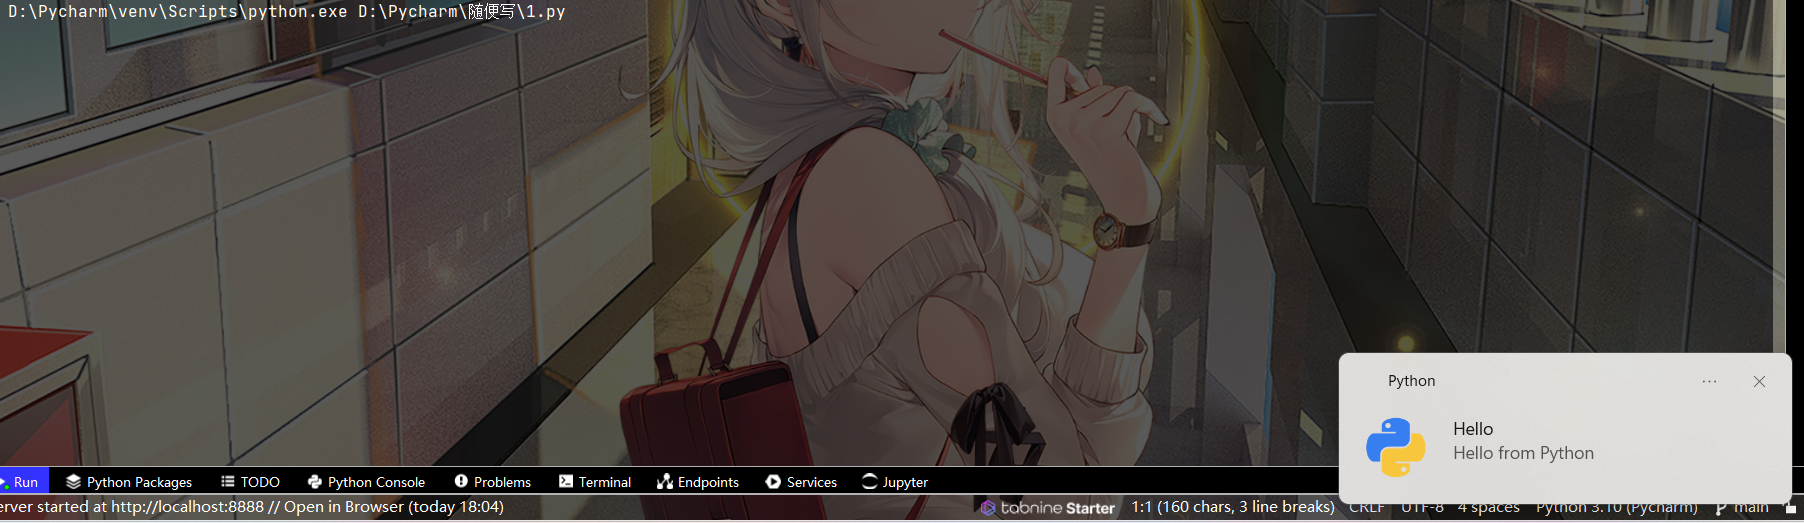 D:\Pycharm\venv\Scripts\python.exe D:\Pycharm\随便写\1.py
Python
Hello
Hello from Python
Run Python Packages TODO Python Console Problems Terminal Endpoints Services Jupyter
erver started at http://localhost:8888 // Open in Browser (today 18:04) tabnine Starter 1:1 (160 chars, 3 line breaks) CRLF UTF-8 4 spaces Python 3.10 (Pycharm) main